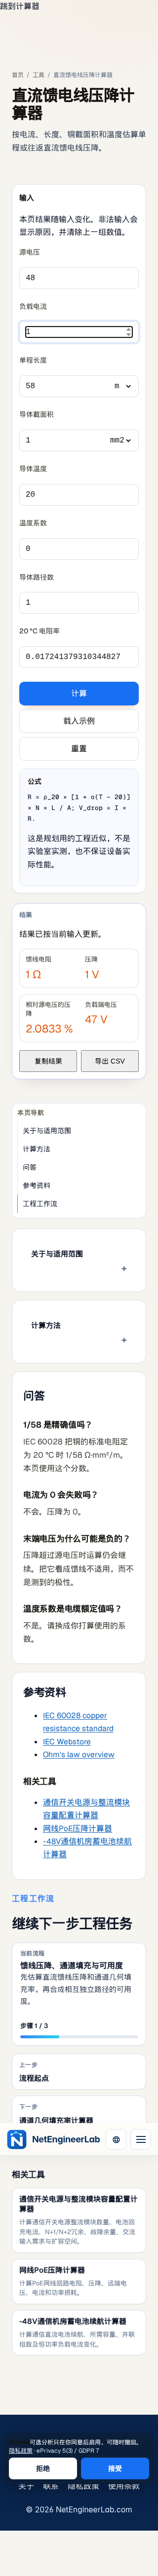 跳到计算器
首页 / 工具 / 直流馈电线压降计算器
直流馈电线压降计
算器
按电流、长度、铜截面积和温度估算单
程或往返直流馈电线压降。
输入
本页结果随输入变化。非法输入会
显示原因，并清除上一组数值。
源电压
48
负载电流
1
单程长度
58 m
导体截面积
1 mm2
导体温度
20
温度系数
0
导体路径数
1
20 °C 电阻率
0.017241379310344827
计算
载入示例
重置
公式
R = ρ_20 × [1 + α(T − 20)]
× N × L / A; V_drop = I ×
R.
这是规划用的工程近似，不是
实验室实测，也不保证设备实
际性能。
结果
结果已按当前输入更新。
馈线电阻
1 Ω
压降
1 V
相对源电压的压
降
2.0833 %
负载端电压
47 V
复制结果
导出 CSV
本页导航
关于与适用范围
计算方法
问答
参考资料
工程工作流
关于与适用范围
+
计算方法
+
问答
1/58 是精确值吗？
IEC 60028 把铜的标准电阻定
为 20 °C 时 1/58 Ω·mm²/m。
本页使用这个分数。
电流为 0 会失败吗？
不会。压降为 0。
末端电压为什么可能是负的？
压降超过源电压时运算仍会继
续。把它看成馈线不适用，而不
是测到的极性。
温度系数是电缆额定值吗？
不是。请换成你打算使用的系
数。
参考资料
IEC 60028 copper
resistance standard
IEC Webstore
Ohm's law overview
相关工具
通信开关电源与整流模块
容量配置计算器
网线PoE压降计算器
-48V通信机房蓄电池续航
计算器
工程工作流
继续下一步工程任务
当前流程
馈线压降、通道填充与可用度
先估算直流馈线压降和通道几何填
充率，再合成相互独立路径的可用
度。
步骤 1 / 3
上一步
流程起点
下一步
通道几何填充率计算器
NetEngineerLab
相关工具
通信开关电源与整流模块容量配置计
算器
计算通信开关电源整流模块数量、电池回
充电流、N+1/N+2冗余、故障余量、交流
输入需求与扩容空间。
网线PoE压降计算器
计算PoE网线回路电阻、压降、远端电
压、电流和功率损耗。
-48V通信机房蓄电池续航计算器
计算通信直流电池续航、所需容量、并联
组数及恒功率负载电流变化。
可选分析只在你同意后启用，可随时撤回。
隐私政策 · ePrivacy 5(3) / GDPR 7
拒绝
接受
关于 联系 隐私政策 使用条款
© 2026 NetEngineerLab.com